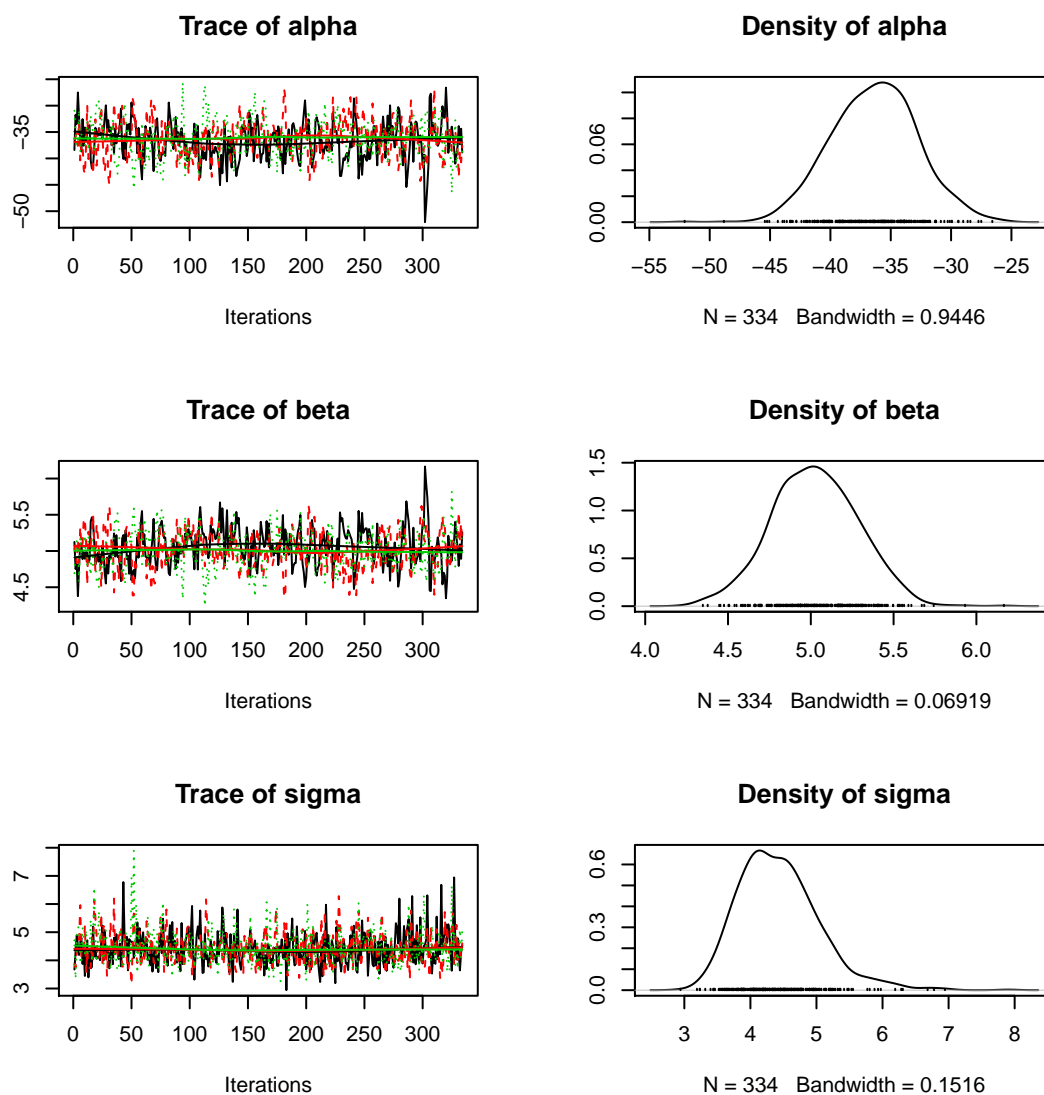 Trace of alpha
−50
−35
0 50 100 150 200 250 300
Iterations
Density of alpha
0.00
0.06
−55 −50 −45 −40 −35 −30 −25
N = 334 Bandwidth = 0.9446
Trace of beta
4.5
5.5
0 50 100 150 200 250 300
Iterations
Density of beta
0.0
0.5
1.0
1.5
4.0 4.5 5.0 5.5 6.0
N = 334 Bandwidth = 0.06919
Trace of sigma
3
5
7
0 50 100 150 200 250 300
Iterations
Density of sigma
0.0
0.3
0.6
3 4 5 6 7 8
N = 334 Bandwidth = 0.1516